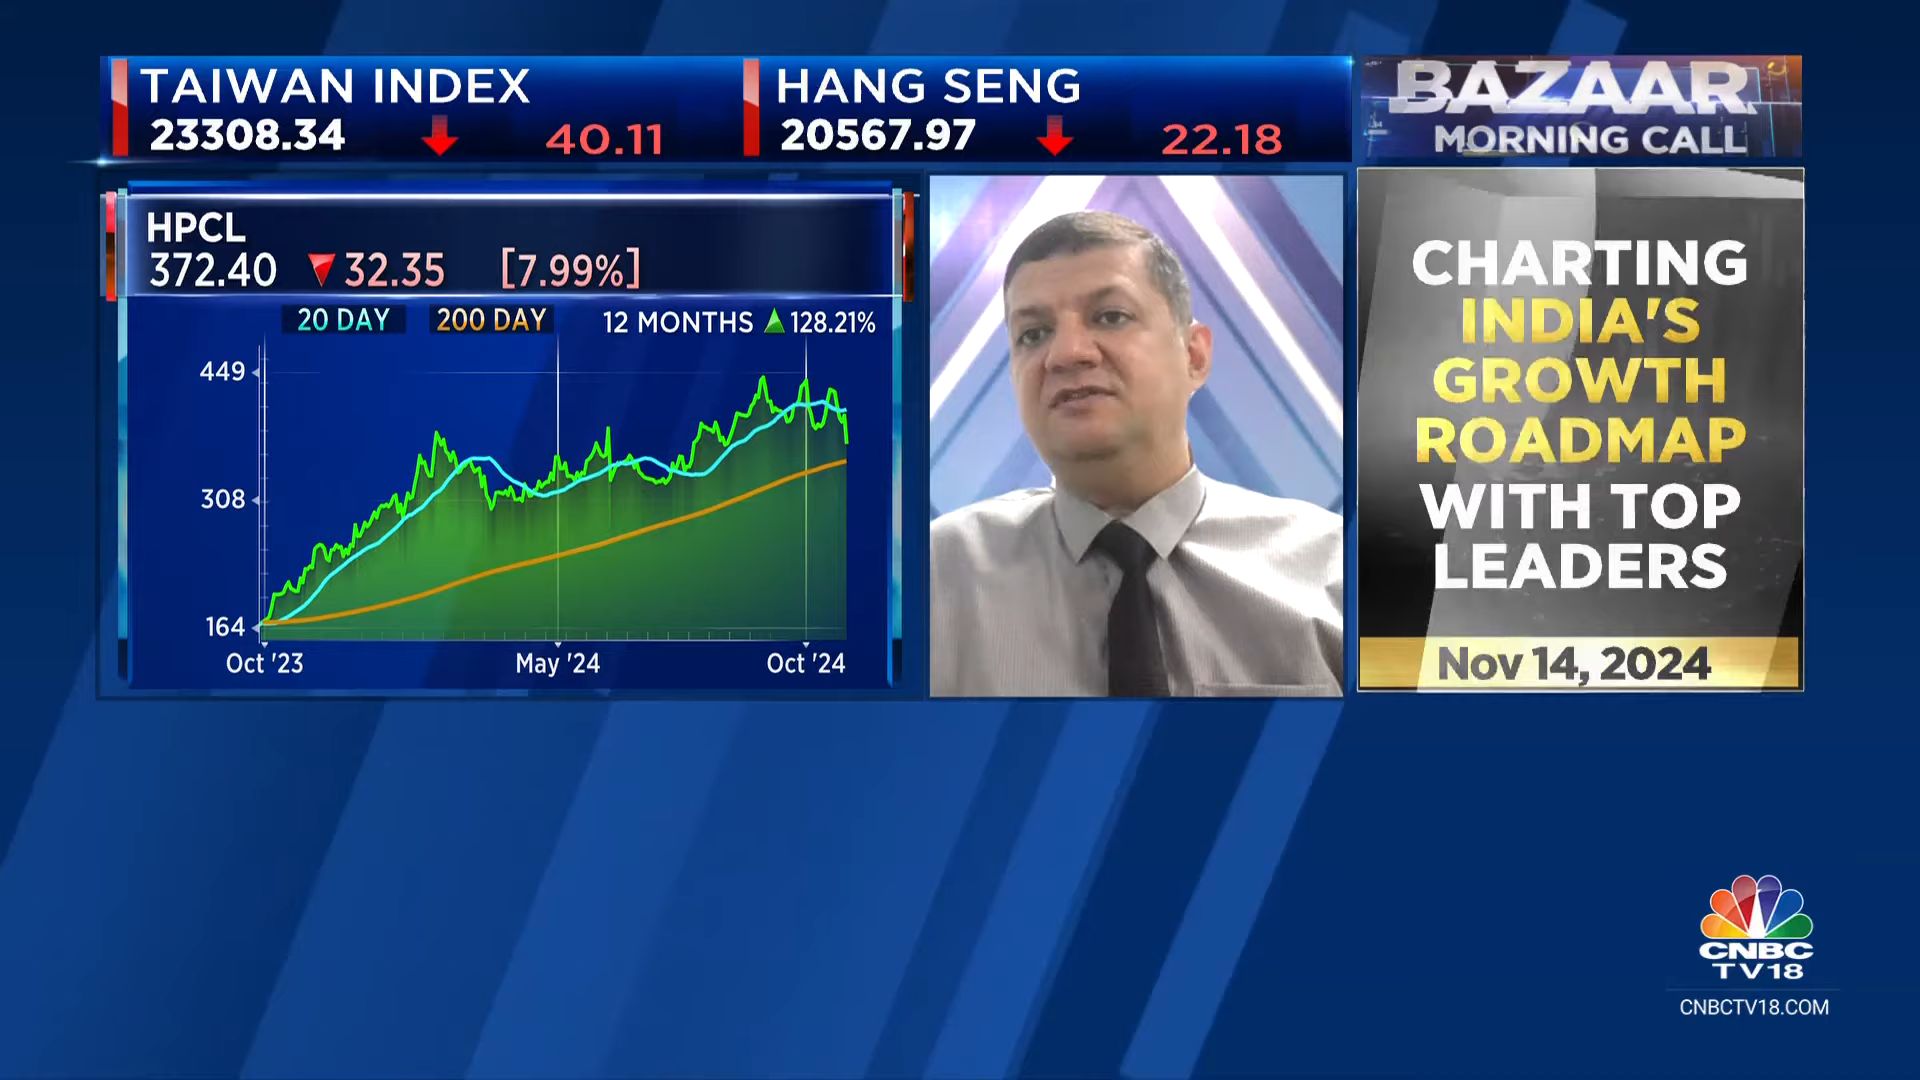 TAIWAN INDEX
23308.34 40.11
HANG SENG
20567.97 22.18
BAZAAR
MORNING CALL
HPCL
372.40 32.35 [7.99%]
20 DAY 200 DAY 12 MONTHS 128.21%
449
308
164
Oct '23 May '24 Oct '24
CHARTING
INDIA'S
GROWTH
ROADMAP
WITH TOP
LEADERS
Nov 14, 2024
CNBC
TV18
CNBCTV18.COM